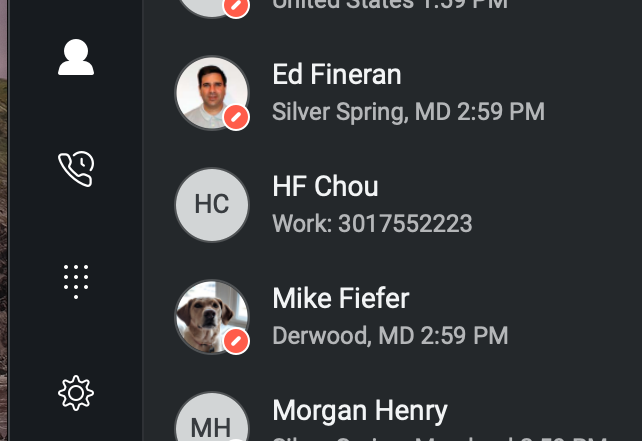 United States 1:59 PM
Ed Fineran
Silver Spring, MD 2:59 PM
HC
HF Chou
Work: 3017552223
Mike Fiefer
Derwood, MD 2:59 PM
MH
Morgan Henry